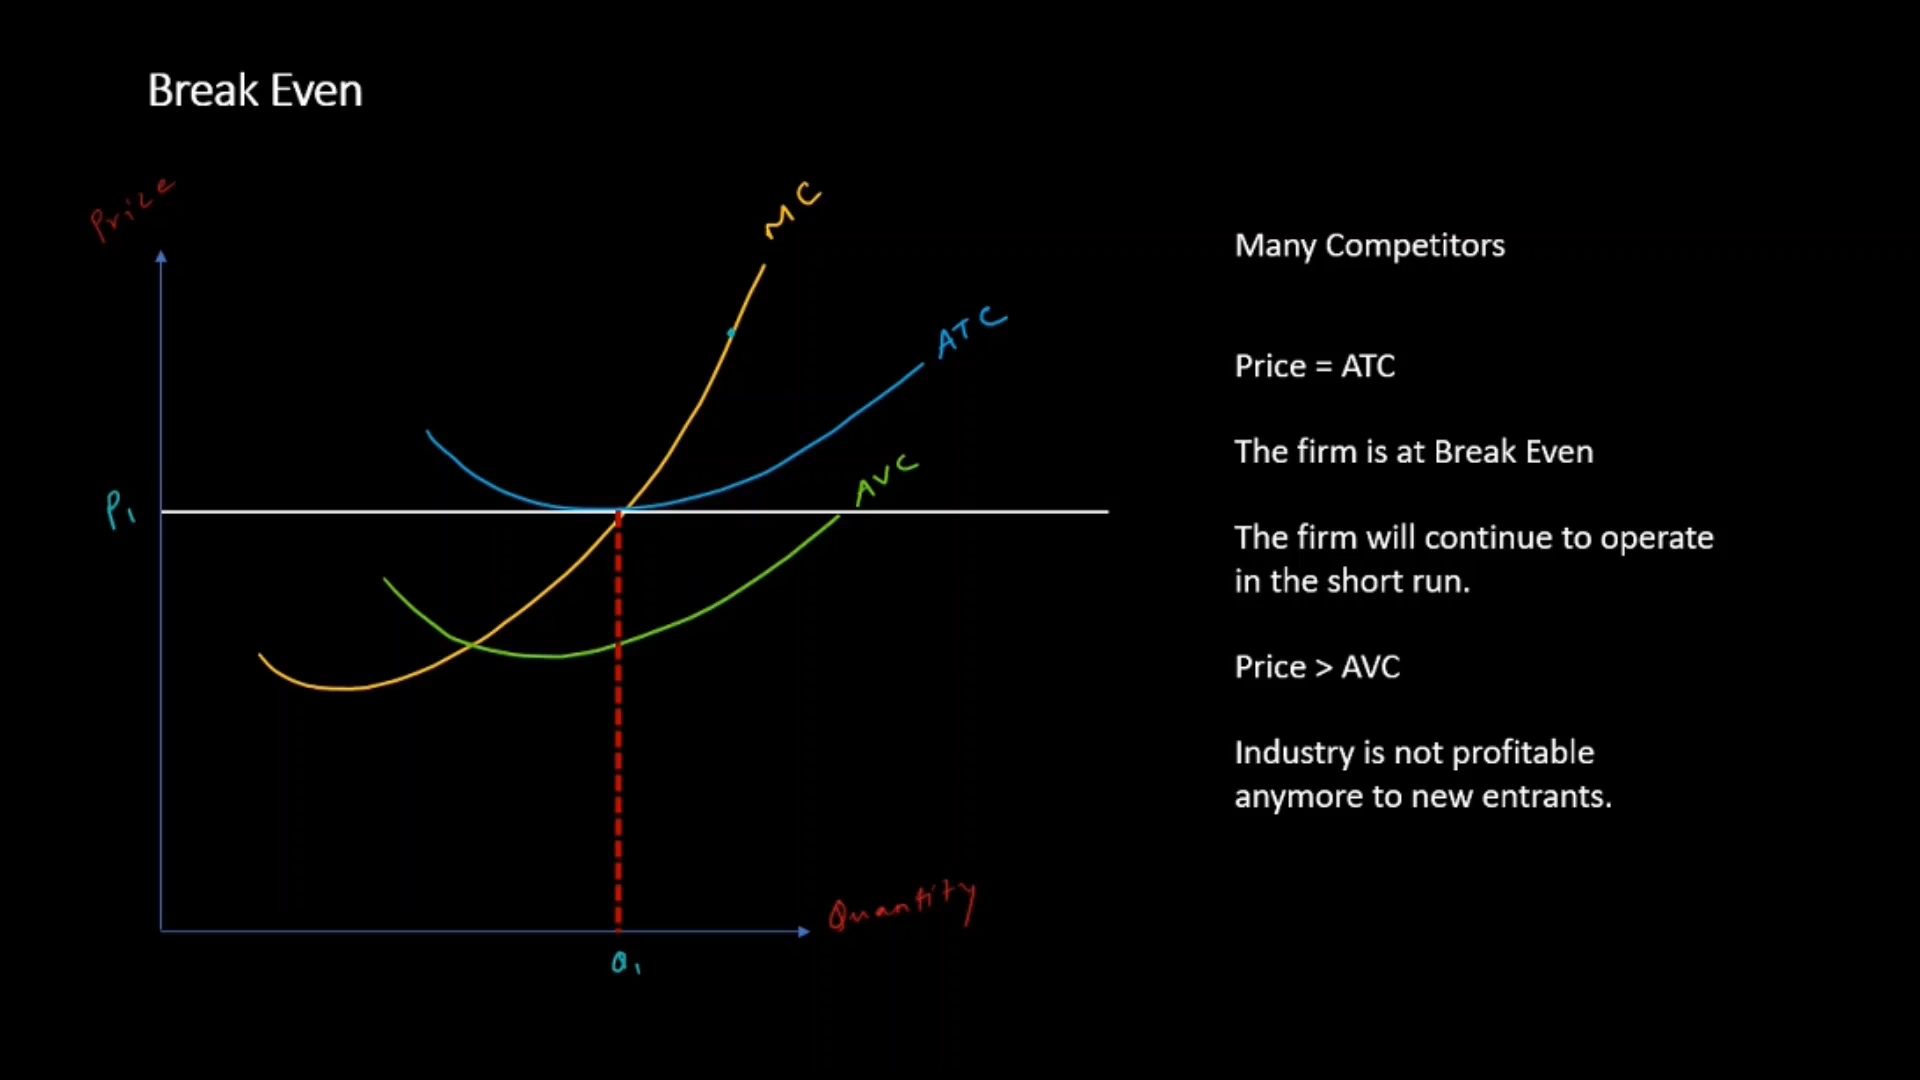 Break Even
Price
MC
ATC
AVC
P1
Quantity
Q1
Many Competitors
Price = ATC
The firm is at Break Even
The firm will continue to operate
in the short run.
Price > AVC
Industry is not profitable
anymore to new entrants.